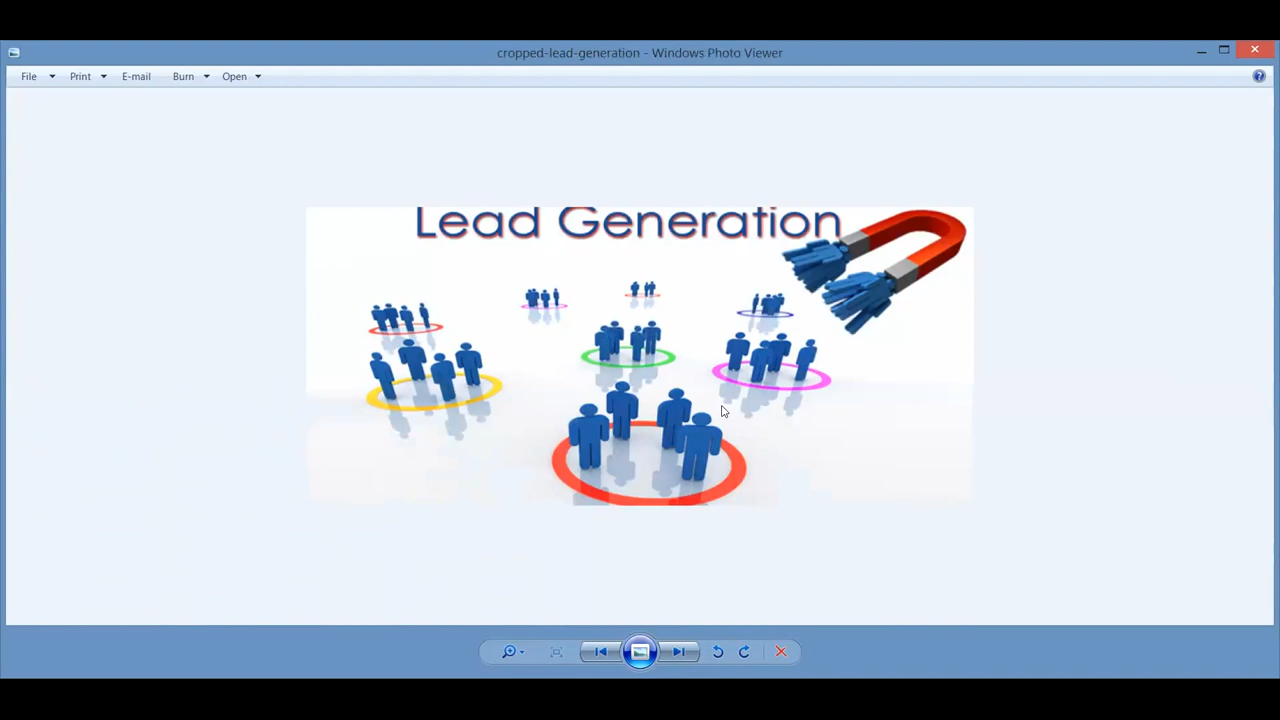 cropped-lead-generation - Windows Photo Viewer
File Print E-mail Burn Open
Lead Generation